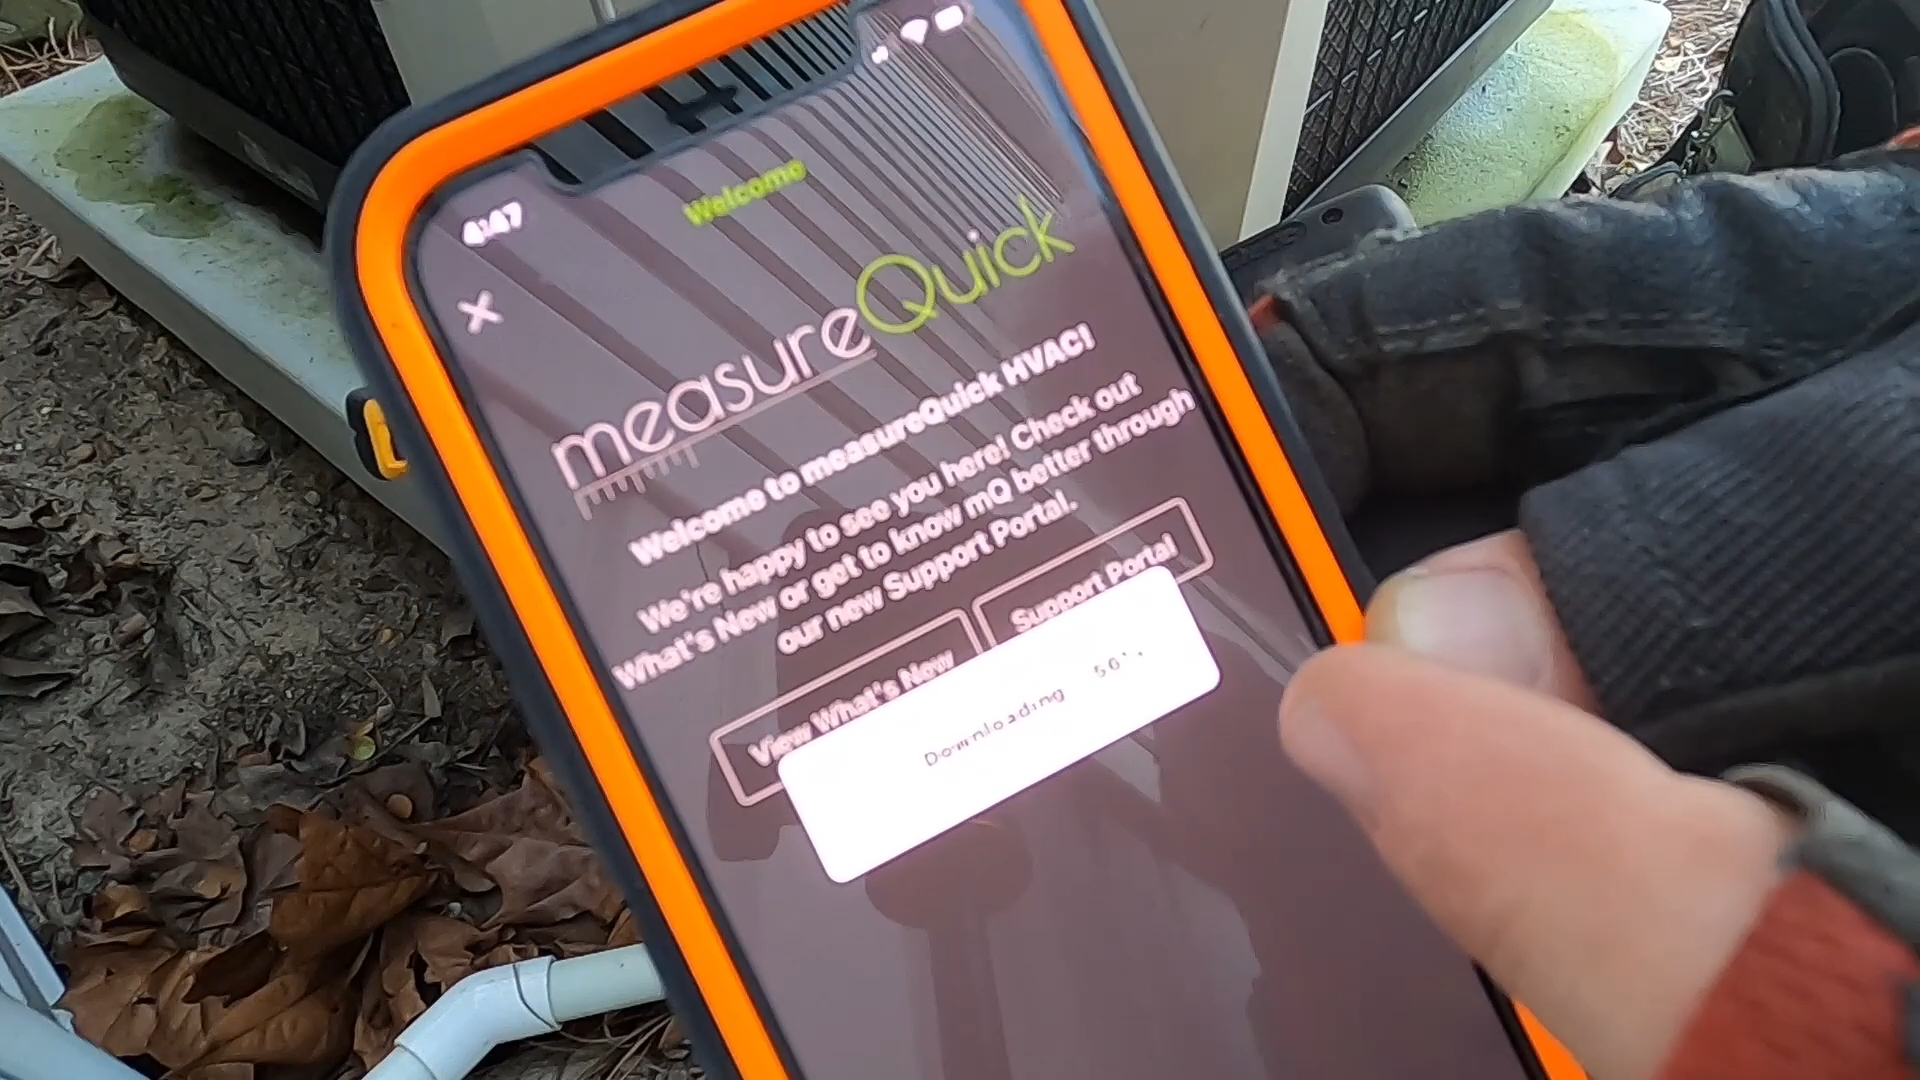 4:47
Welcome
measureQuick
Welcome to measureQuick HVAC!
We're happy to see you here! Check out
What's New or get to know mQ better through
our new Support Portal.
View What's New
Support Portal
Downloading